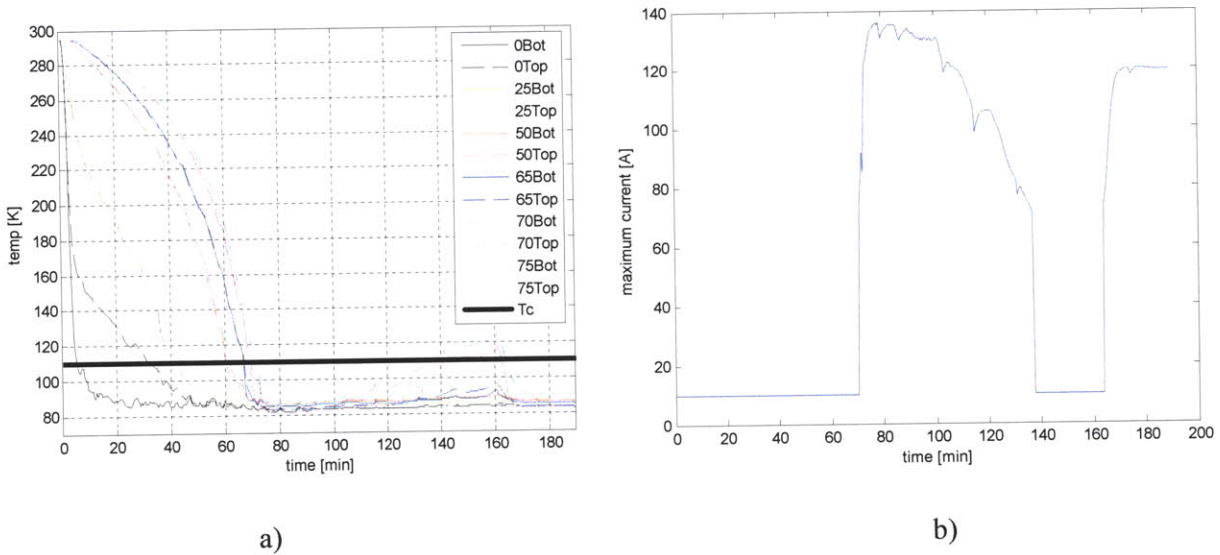 300
290
280
260
240
220
200
180
160
140
120
110
100
90
80
temp [K]
0 20 40 60 80 100 120 140 160 180
time [min]
0Bot
0Top
25Bot
25Top
50Bot
50Top
65Bot
65Top
70Bot
70Top
75Bot
75Top
Tc
a)
140
120
100
80
60
40
20
0
maximum current [A]
0 20 40 60 80 100 120 140 160 180 200
time [min]
b)